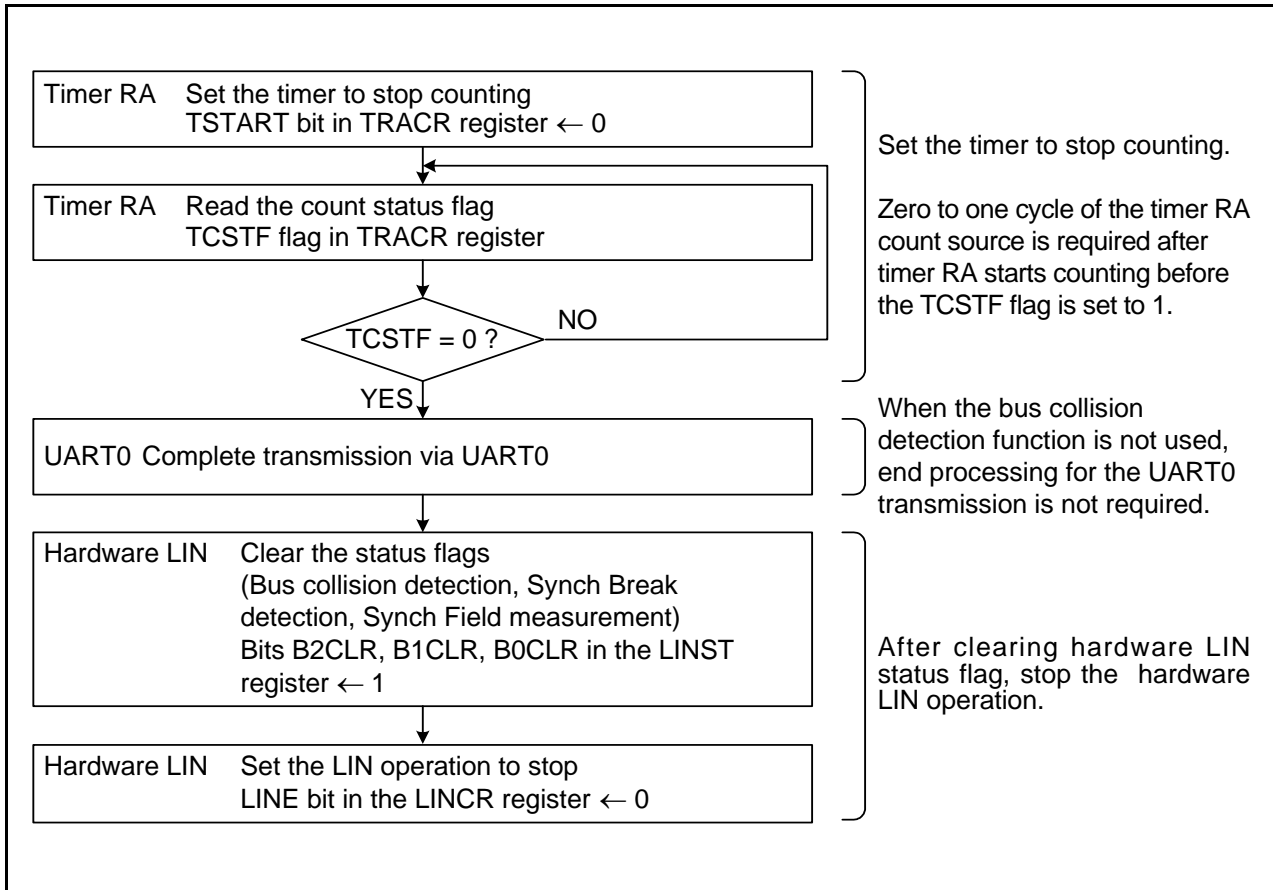 Timer RA Set the timer to stop counting
TSTART bit in TRACR register ← 0
Timer RA Read the count status flag
TCSTF flag in TRACR register
TCSTF = 0 ?
NO
YES
UART0 Complete transmission via UART0
Hardware LIN Clear the status flags
(Bus collision detection, Synch Break
detection, Synch Field measurement)
Bits B2CLR, B1CLR, B0CLR in the LINST
register ← 1
Hardware LIN Set the LIN operation to stop
LINE bit in the LINCR register ← 0
Set the timer to stop counting.
Zero to one cycle of the timer RA
count source is required after
timer RA starts counting before
the TCSTF flag is set to 1.
When the bus collision
detection function is not used,
end processing for the UART0
transmission is not required.
After clearing hardware LIN
status flag, stop the hardware
LIN operation.